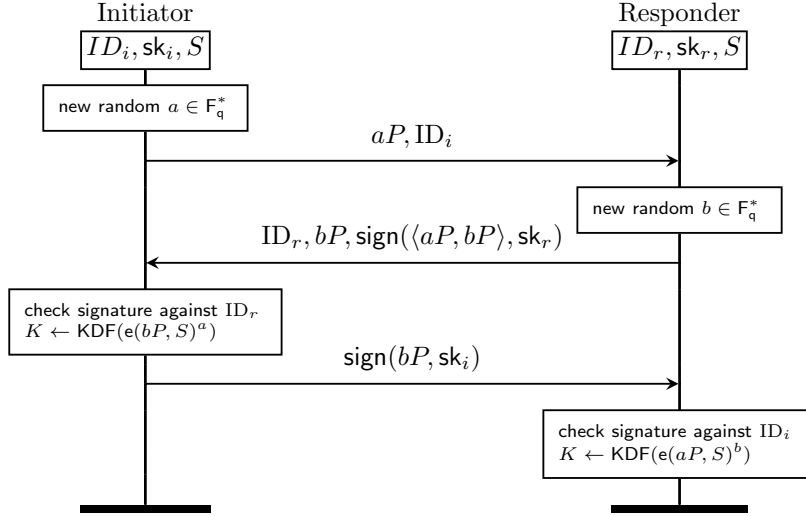 Initiator
Responder
ID_i, sk_i, S
ID_r, sk_r, S
new random a ∈ F_q^*
aP, ID_i
new random b ∈ F_q^*
ID_r, bP, sign(⟨aP, bP⟩, sk_r)
check signature against ID_r
K ← KDF(e(bP, S)^a)
sign(bP, sk_i)
check signature against ID_i
K ← KDF(e(aP, S)^b)